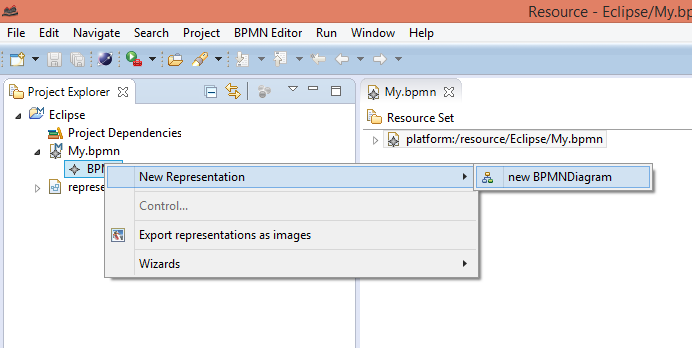 Resource - Eclipse/My.bpmn
File Edit Navigate Search Project BPMN Editor Run Window Help
Project Explorer
My.bpmn
Eclipse
Resource Set
Project Dependencies
platform:/resource/Eclipse/My.bpmn
My.bpmn
BPM
New Representation
new BPMNDiagram
represe
Control...
Export representations as images
Wizards